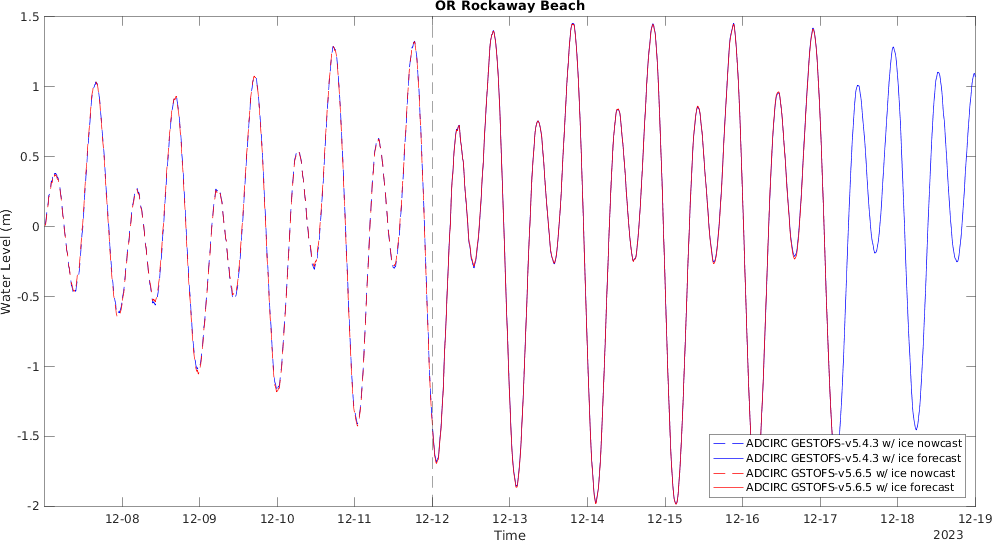 OR Rockaway Beach
1.5
1
0.5
0
-0.5
-1
-1.5
-2
Water Level (m)
12-08 12-09 12-10 12-11 12-12 12-13 12-14 12-15 12-16 12-17 12-18 12-19
Time
2023
ADCIRC GESTOFS-v5.4.3 w/ ice nowcast
ADCIRC GESTOFS-v5.4.3 w/ ice forecast
ADCIRC GSTOFS-v5.6.5 w/ ice nowcast
ADCIRC GSTOFS-v5.6.5 w/ ice forecast